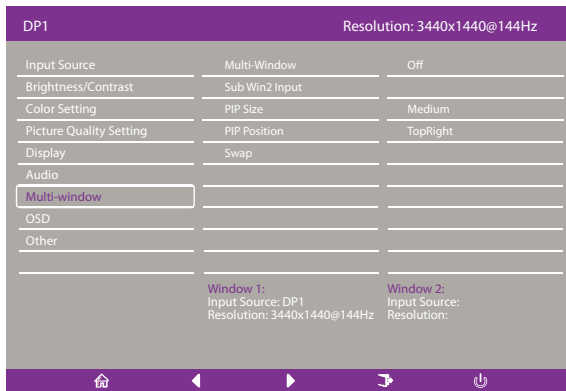 DP1 Resolution: 3440x1440@144Hz
Input Source Multi-Window Off
Brightness/Contrast Sub Win2 Input
Color Setting PIP Size Medium
Picture Quality Setting PIP Position TopRight
Display Swap
Audio
Multi-window
OSD
Other
Window 1: Window 2:
Input Source: DP1 Input Source:
Resolution: 3440x1440@144Hz Resolution: